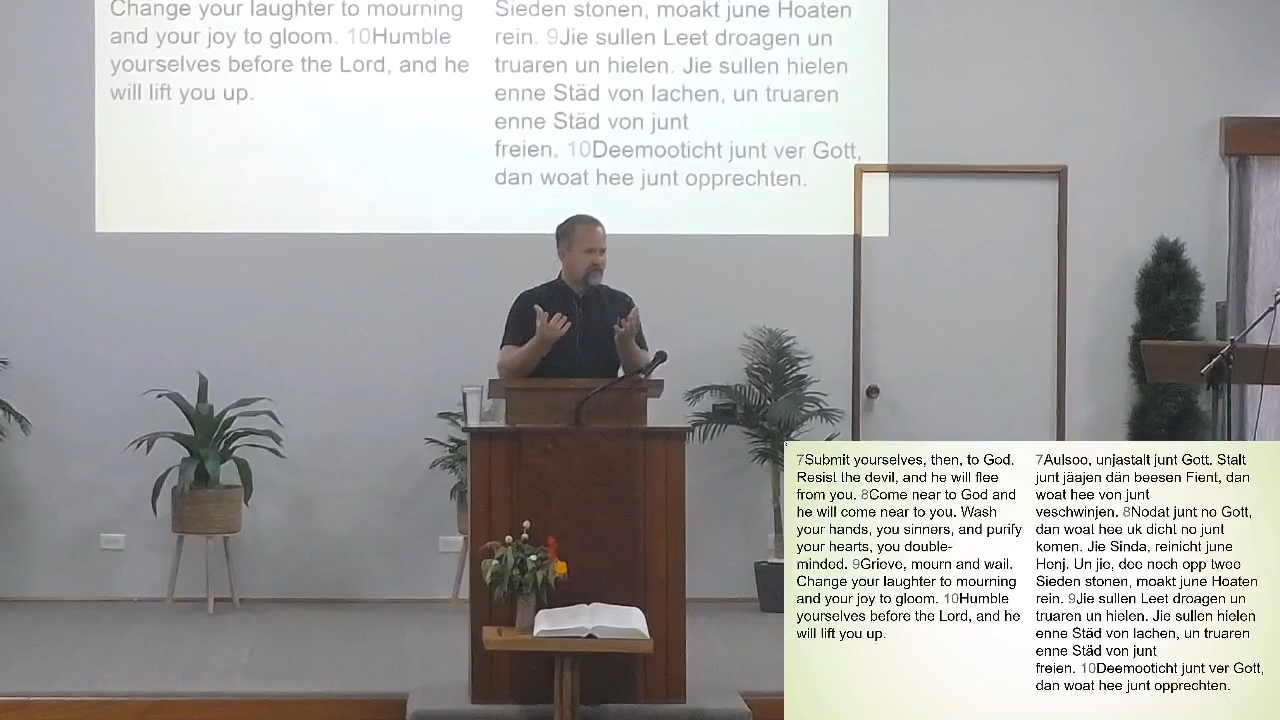 Change your laughter to mourning
and your joy to gloom. 10Humble
yourselves before the Lord, and he
will lift you up.
Sieden stonen, moakt june Hoaten
rein. 9Jie sullen Leet droagen un
truaren un hielen. Jie sullen hielen
enne Städ von lachen, un truaren
enne Städ von junt
freien. 10Deemooticht junt ver Gott,
dan woat hee junt opprechten.
7Submit yourselves, then, to God.
Resist the devil, and he will flee
from you. 8Come near to God and
he will come near to you. Wash
your hands, you sinners, and purify
your hearts, you double-
minded. 9Grieve, mourn and wail.
Change your laughter to mourning
and your joy to gloom. 10Humble
yourselves before the Lord, and he
will lift you up.
7Aulsoo, unjastalt junt Gott. Stalt
junt jäajen dän beesen Fient, dan
woat hee von junt
veschwinjen. 8Nodat junt no Gott,
dan woat hee uk dicht no junt
komen. Jie Sinda, reinicht june
Henj. Un jie, dee noch opp twee
Sieden stonen, moakt june Hoaten
rein. 9Jie sullen Leet droagen un
truaren un hielen. Jie sullen hielen
enne Städ von lachen, un truaren
enne Städ von junt
freien. 10Deemooticht junt ver Gott,
dan woat hee junt opprechten.